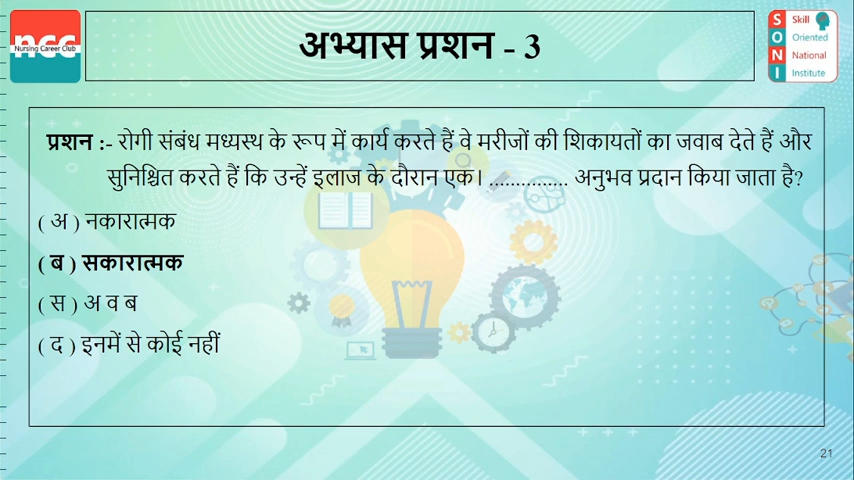 ncc
Nursing Career Club
अभ्यास प्रशन - 3
S Skill
O Oriented
N National
I Institute
प्रशन :- रोगी संबंध मध्यस्थ के रूप में कार्य करते हैं वे मरीजों की शिकायतों का जवाब देते हैं और
सुनिश्चित करते हैं कि उन्हें इलाज के दौरान एक। ............... अनुभव प्रदान किया जाता है?
( अ ) नकारात्मक
( ब ) सकारात्मक
( स ) अ व ब
( द ) इनमें से कोई नहीं
21